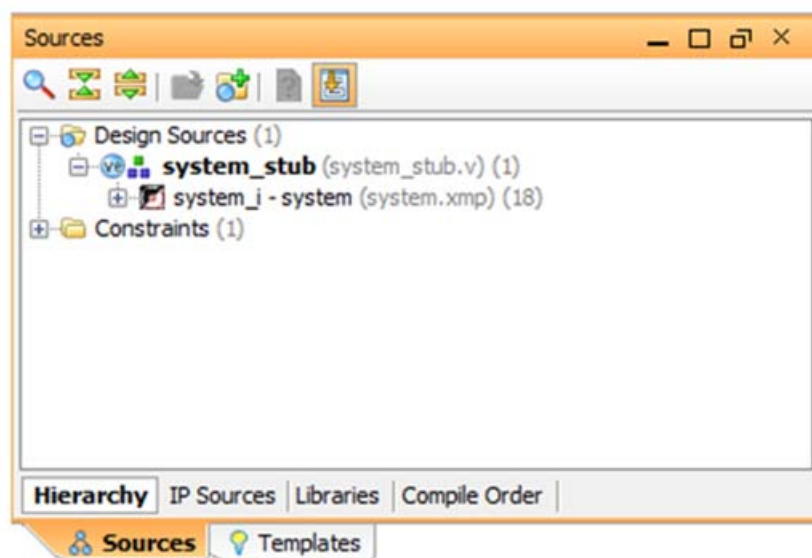 Sources
Design Sources (1)
system_stub (system_stub.v) (1)
system_i - system (system.xmp) (18)
Constraints (1)
Hierarchy IP Sources Libraries Compile Order
Sources Templates